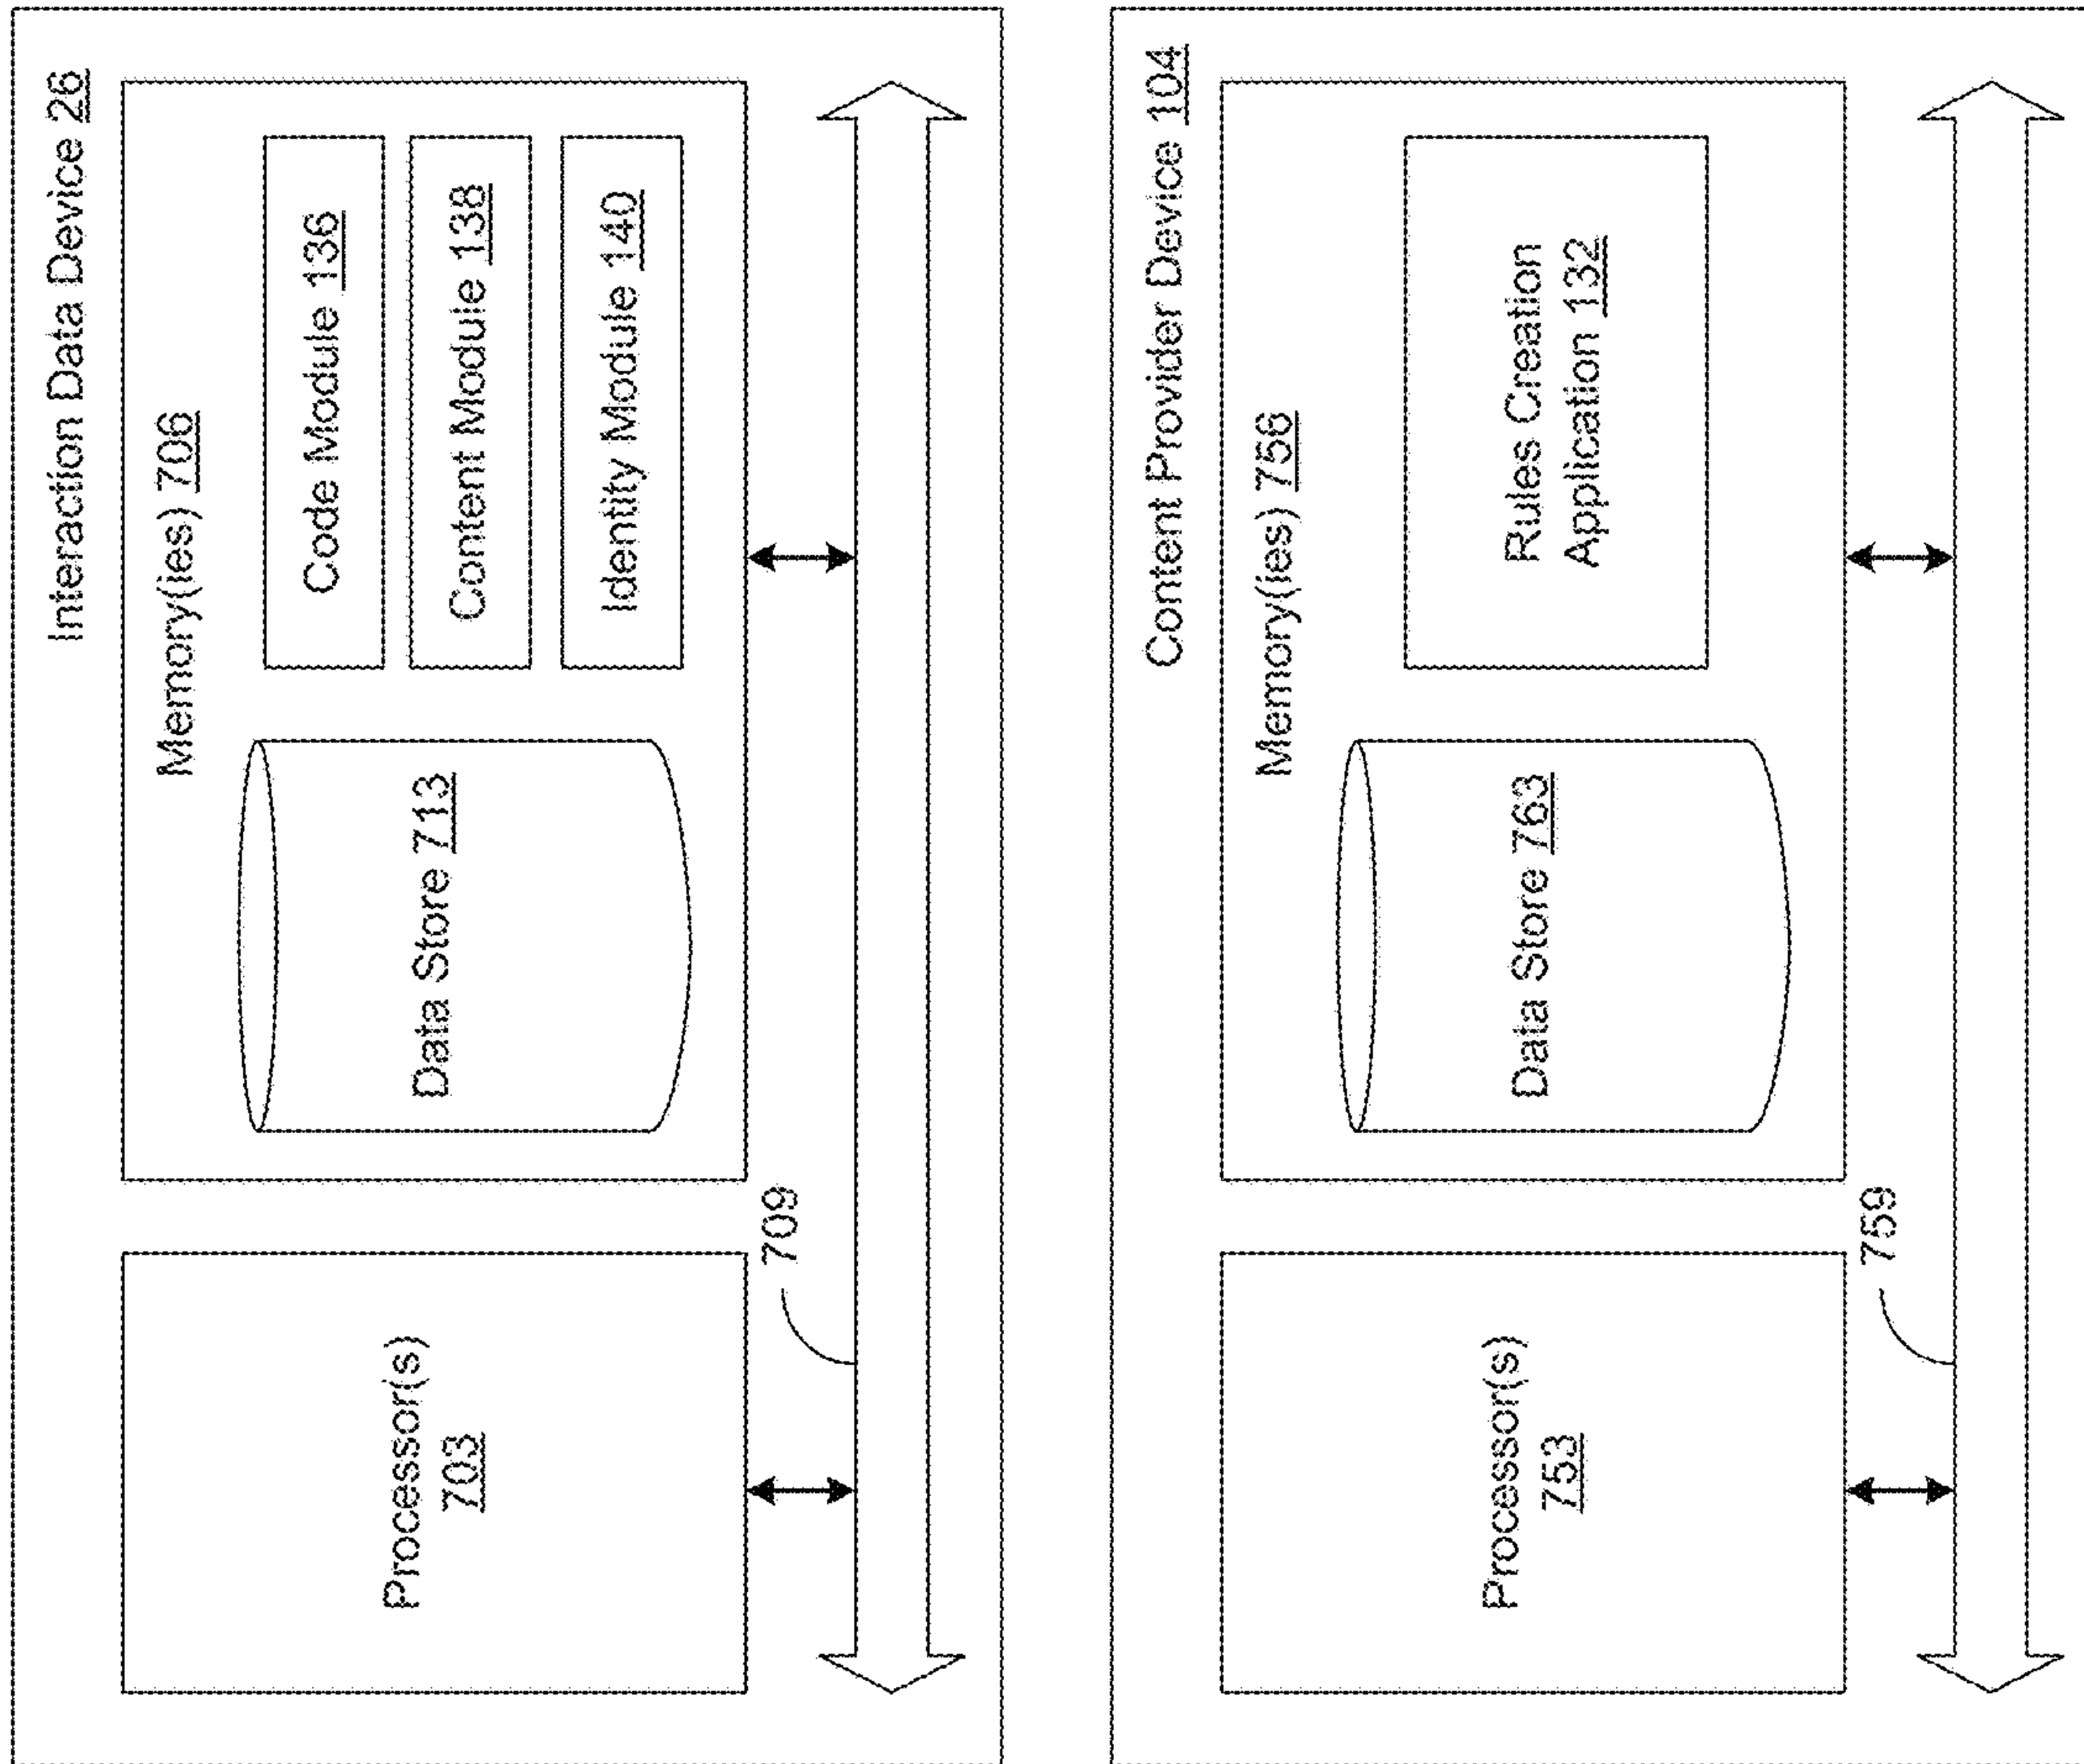 Interaction Data Device 26
Memory(ies) 706
Processor(s)
703
Data Store 713
Code Module 136
Content Module 138
Identity Module 140
709
Content Provider Device 104
Memory(ies) 756
Processor(s)
753
Data Store 763
Rules Creation
Application 132
759